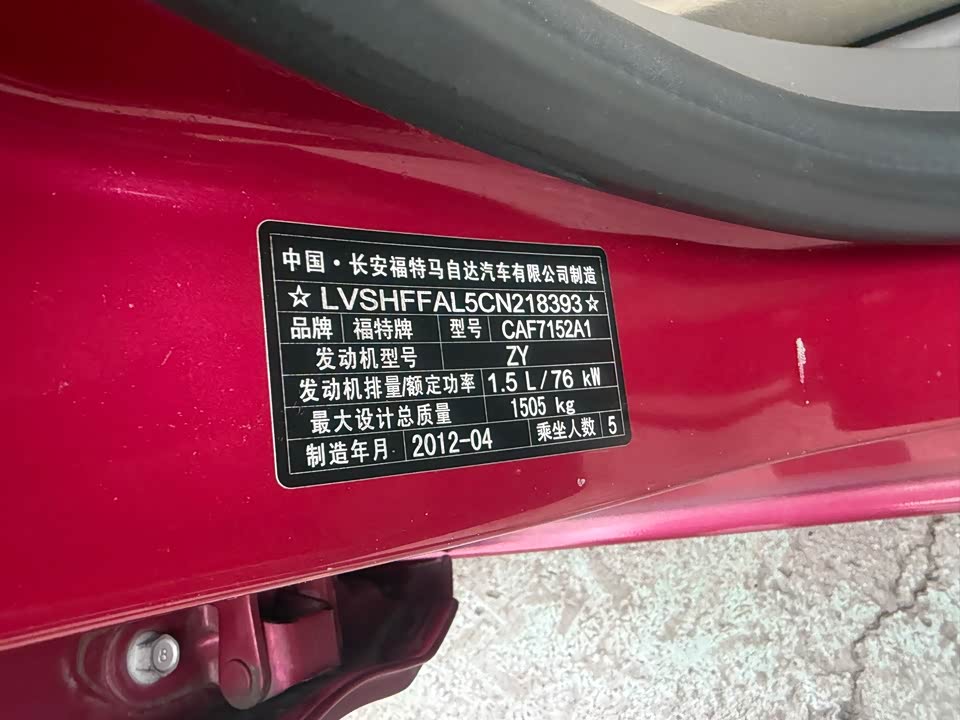 中国·长安福特马自达汽车有限公司制造
☆LVSHFFAL5CN218393☆
品牌 福特牌 型号 CAF7152A1
发动机型号 ZY
发动机排量/额定功率 1.5 L/76 kW
最大设计总质量 1505 kg
制造年月 2012-04 乘坐人数 5
8